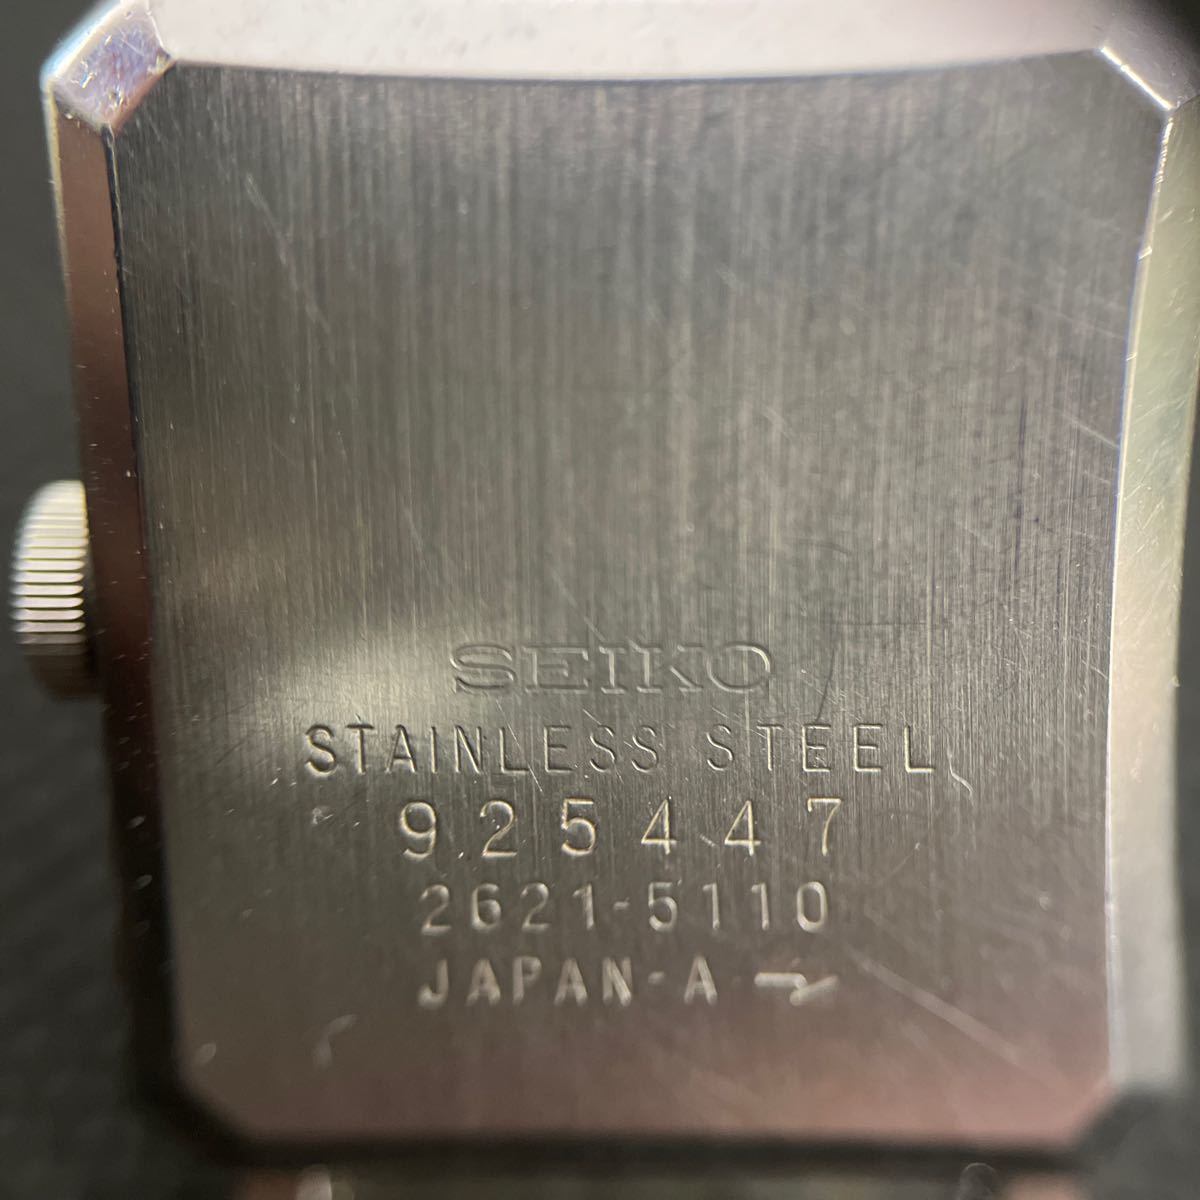 SEIKO
STAINLESS STEEL
925447
2621-5110
JAPAN-A